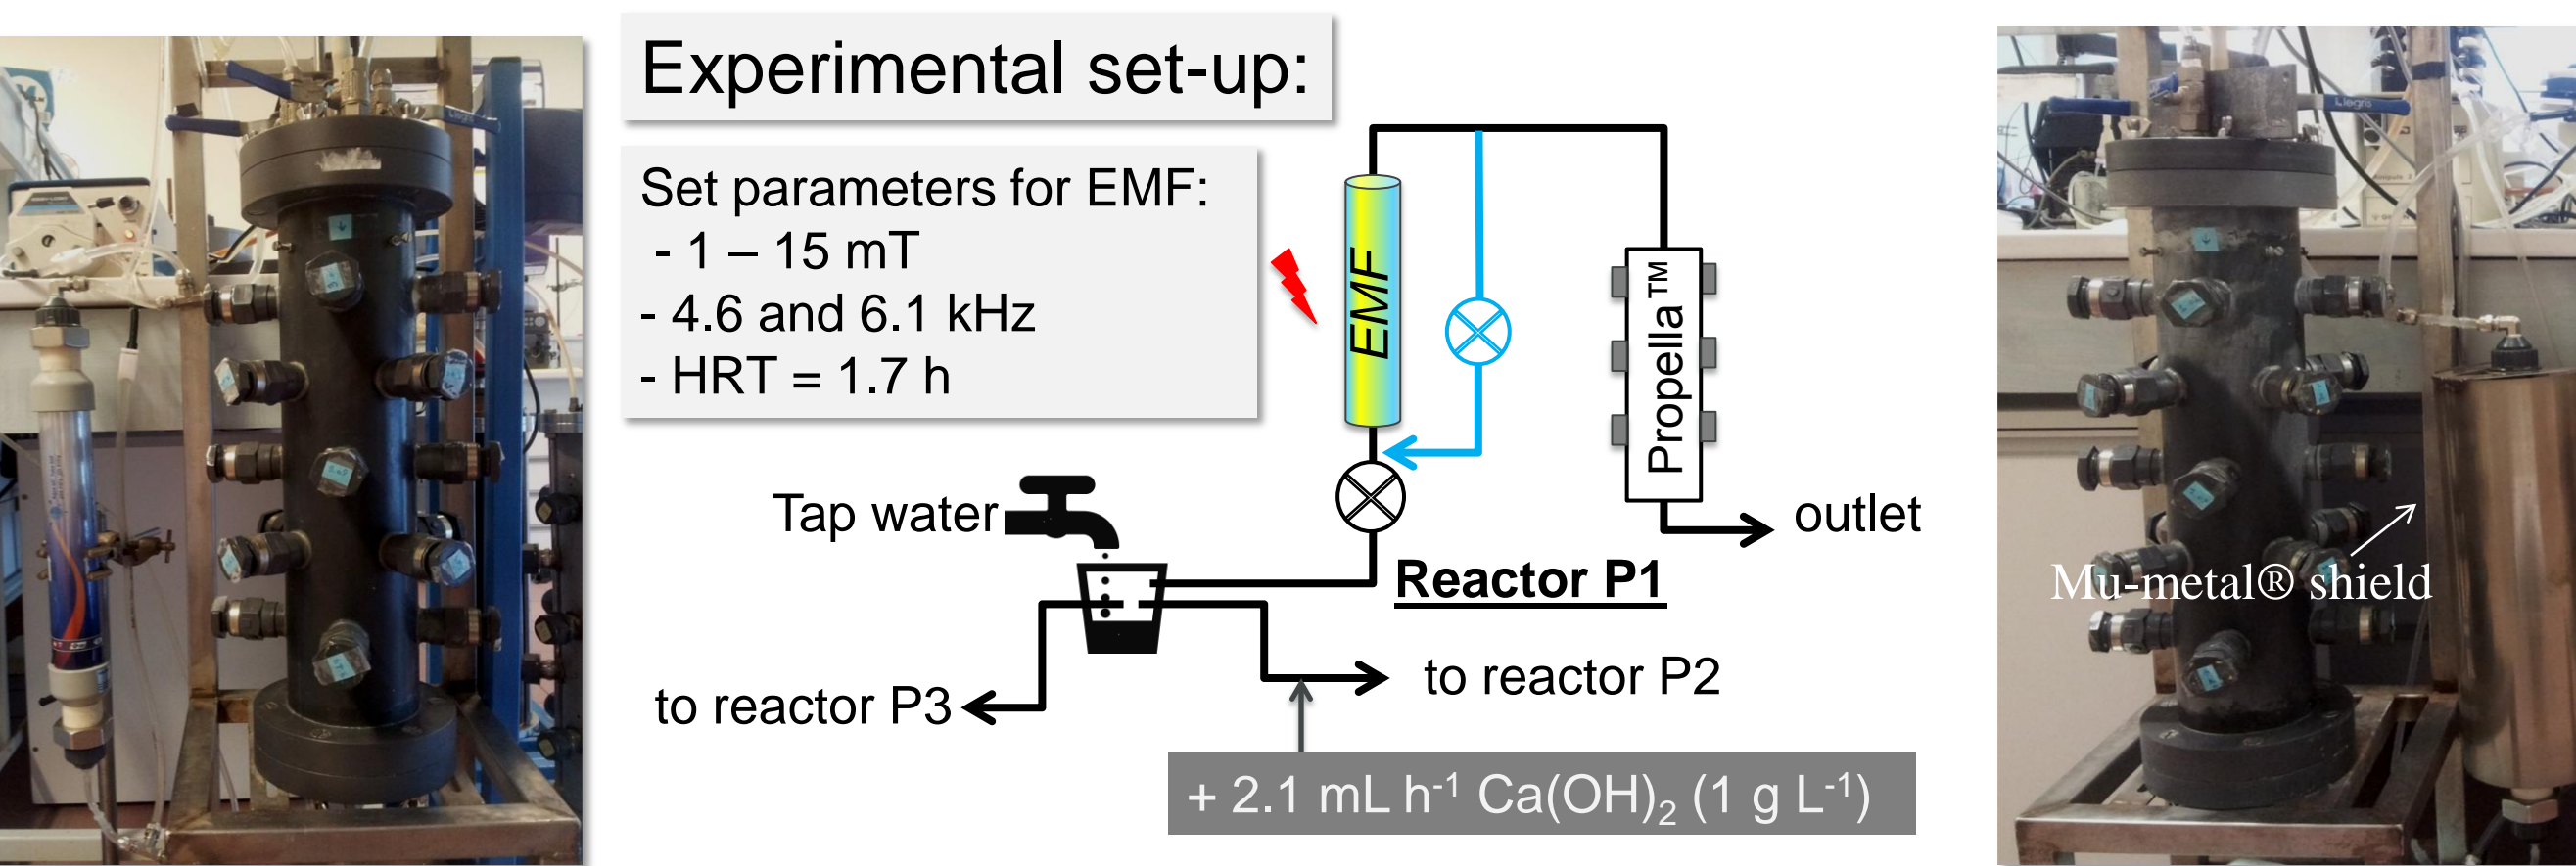 Experimental set-up:
Set parameters for EMF:
- 1 – 15 mT
- 4.6 and 6.1 kHz
- HRT = 1.7 h
EMF
Propella™
Tap water
outlet
Reactor P1
to reactor P2
to reactor P3
+ 2.1 mL h-1 Ca(OH)2 (1 g L-1)
legris
Mu-metal® shield